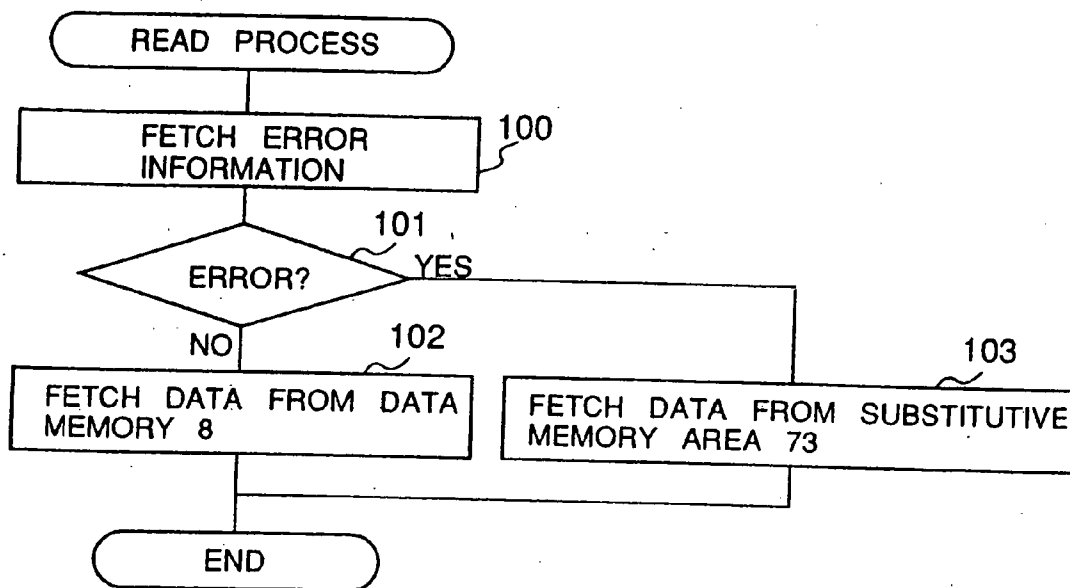 READ PROCESS
FETCH ERROR
INFORMATION
100
101
ERROR?
YES
NO
102
FETCH DATA FROM DATA
MEMORY 8
103
FETCH DATA FROM SUBSTITUTIVE
MEMORY AREA 73
END